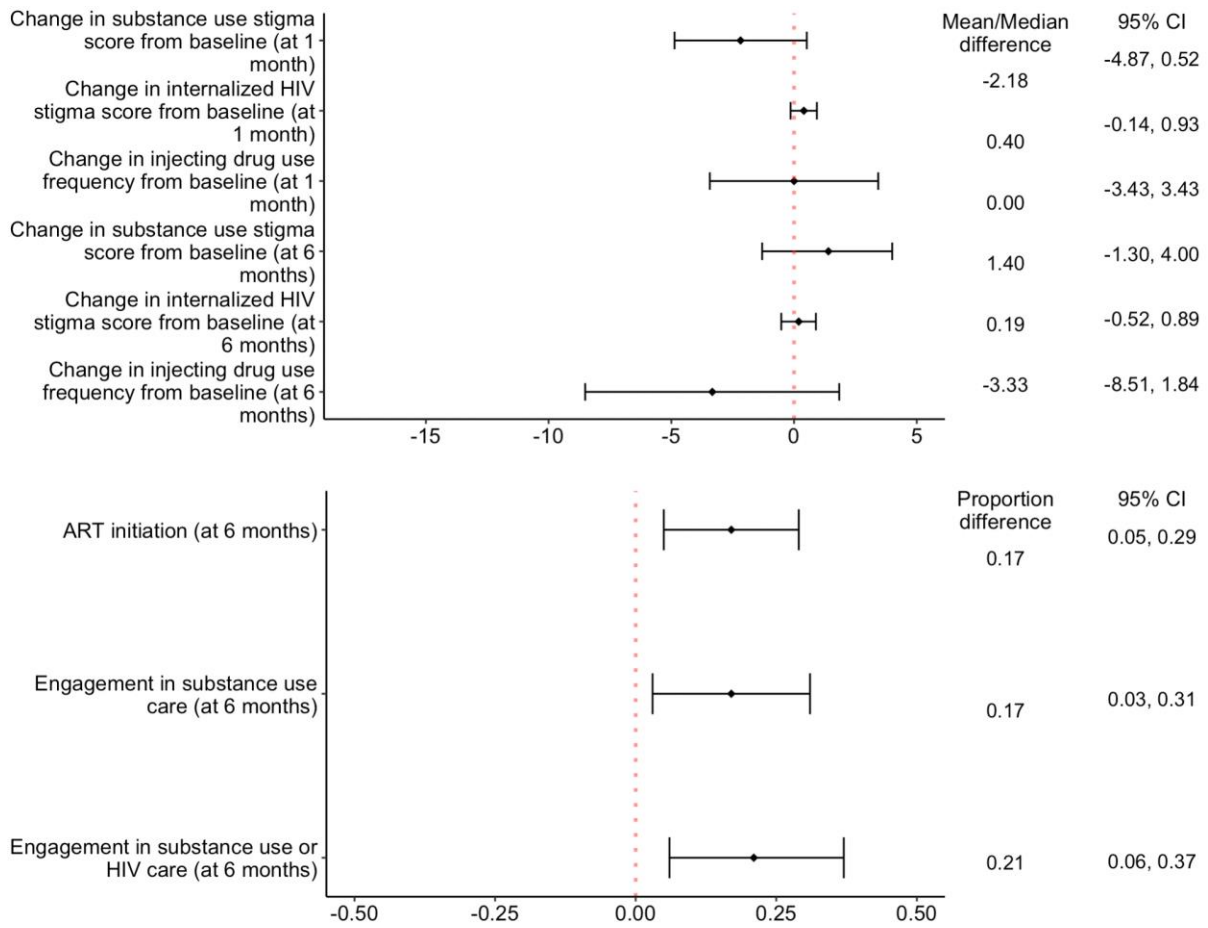 Change in substance use stigma
score from baseline (at 1
month)
Change in internalized HIV
stigma score from baseline (at
1 month)
Change in injecting drug use
frequency from baseline (at 1
month)
Change in substance use stigma
score from baseline (at 6
months)
Change in internalized HIV
stigma score from baseline (at
6 months)
Change in injecting drug use
frequency from baseline (at 6
months)
-15 -10 -5 0 5
Mean/Median
difference
-2.18
0.40
0.00
1.40
0.19
-3.33
95% CI
-4.87, 0.52
-0.14, 0.93
-3.43, 3.43
-1.30, 4.00
-0.52, 0.89
-8.51, 1.84
ART initiation (at 6 months)
Engagement in substance use
care (at 6 months)
Engagement in substance use or
HIV care (at 6 months)
-0.50 -0.25 0.00 0.25 0.50
Proportion
difference
0.17
0.17
0.21
95% CI
0.05, 0.29
0.03, 0.31
0.06, 0.37